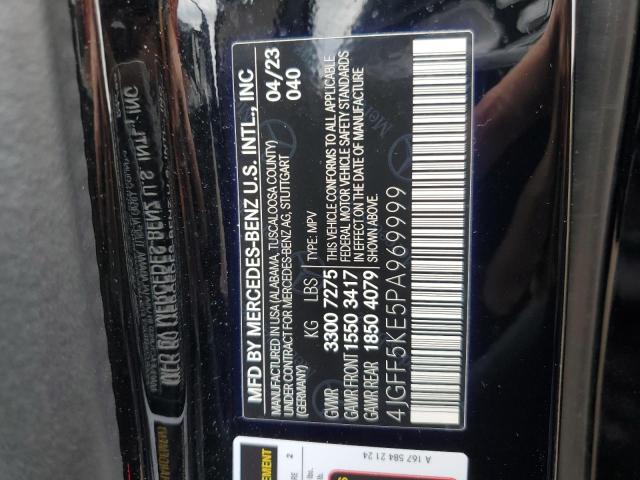 MFD BY MERCEDES-BENZ U.S. INTL., INC
MANUFACTURED IN USA (ALABAMA, TUSCALOOSA COUNTY)
UNDER CONTRACT FOR MERCEDES-BENZ AG, STUTTGART
(GERMANY)
04/23
040
KG LBS TYPE: MPV
GVWR 3300 7275
GAWR FRONT 1550 3417
GAWR REAR 1850 4079
THIS VEHICLE CONFORMS TO ALL APPLICABLE
FEDERAL MOTOR VEHICLE SAFETY STANDARDS
IN EFFECT ON THE DATE OF MANUFACTURE
SHOWN ABOVE.
4JGFF5KE5PA969999
A 167 584 21 24
2